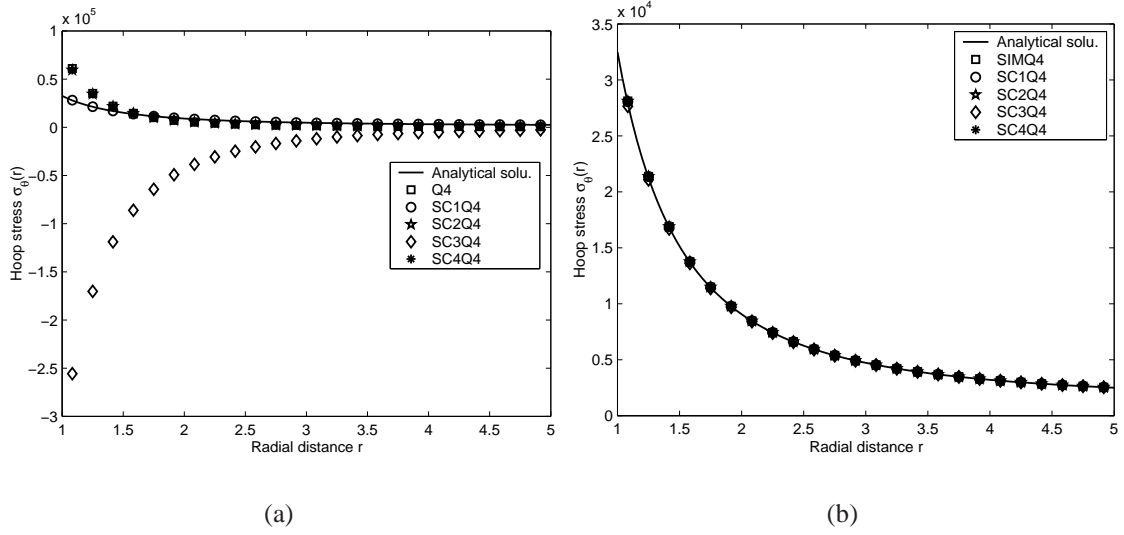 x 10^5
1
0.5
0
−0.5
−1
−1.5
−2
−2.5
−3
Hoop stress σθ(r)
Analytical solu.
Q4
SC1Q4
SC2Q4
SC3Q4
SC4Q4
1 1.5 2 2.5 3 3.5 4 4.5 5
Radial distance r
(a)
x 10^4
3.5
3
2.5
2
1.5
1
0.5
0
Hoop stress σθ(r)
Analytical solu.
SIMQ4
SC1Q4
SC2Q4
SC3Q4
SC4Q4
1 1.5 2 2.5 3 3.5 4 4.5 5
Radial distance r
(b)